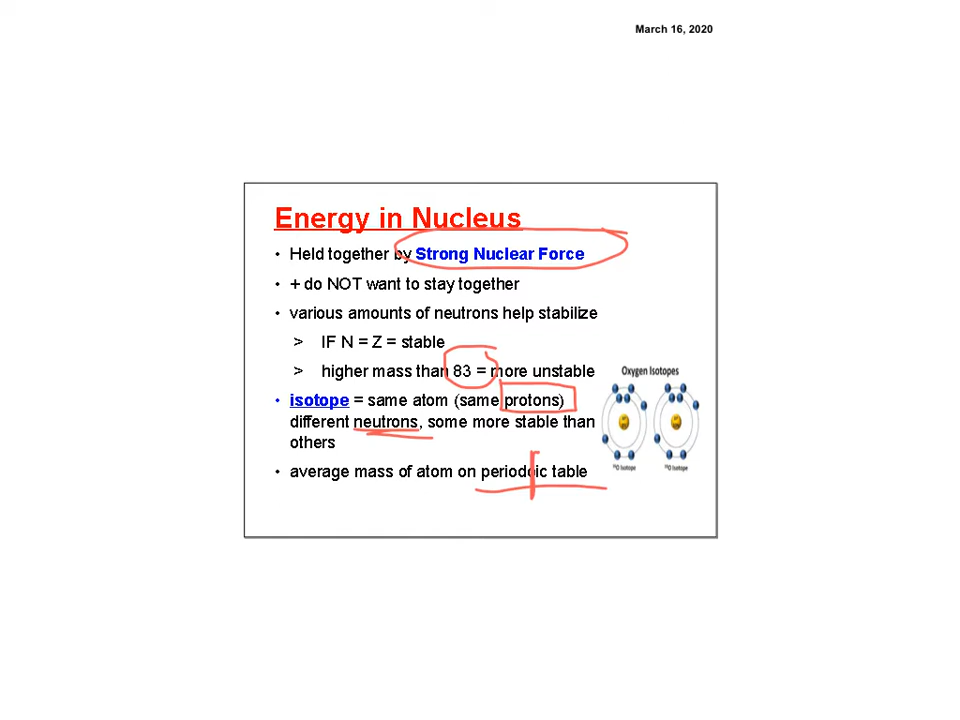 March 16, 2020
Energy in Nucleus
• Held together by Strong Nuclear Force
• + do NOT want to stay together
• various amounts of neutrons help stabilize
> IF N = Z = stable
> higher mass than 83 = more unstable
• isotope = same atom (same protons)
different neutrons, some more stable than
others
• average mass of atom on periodoic table
Oxygen Isotopes